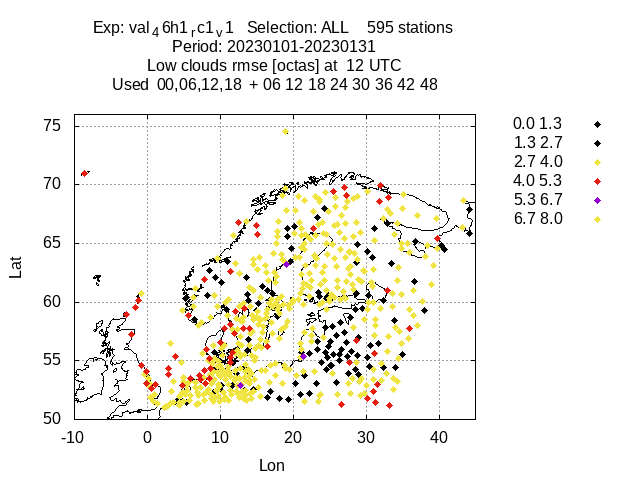 Exp: val4 6h1r c1v 1 Selection: ALL 595 stations
Period: 20230101-20230131
Low clouds rmse [octas] at 12 UTC
Used 00,06,12,18 + 06 12 18 24 30 36 42 48
75
70
65
60
55
50
Lat
-10 0 10 20 30 40
Lon
0.0 1.3
1.3 2.7
2.7 4.0
4.0 5.3
5.3 6.7
6.7 8.0